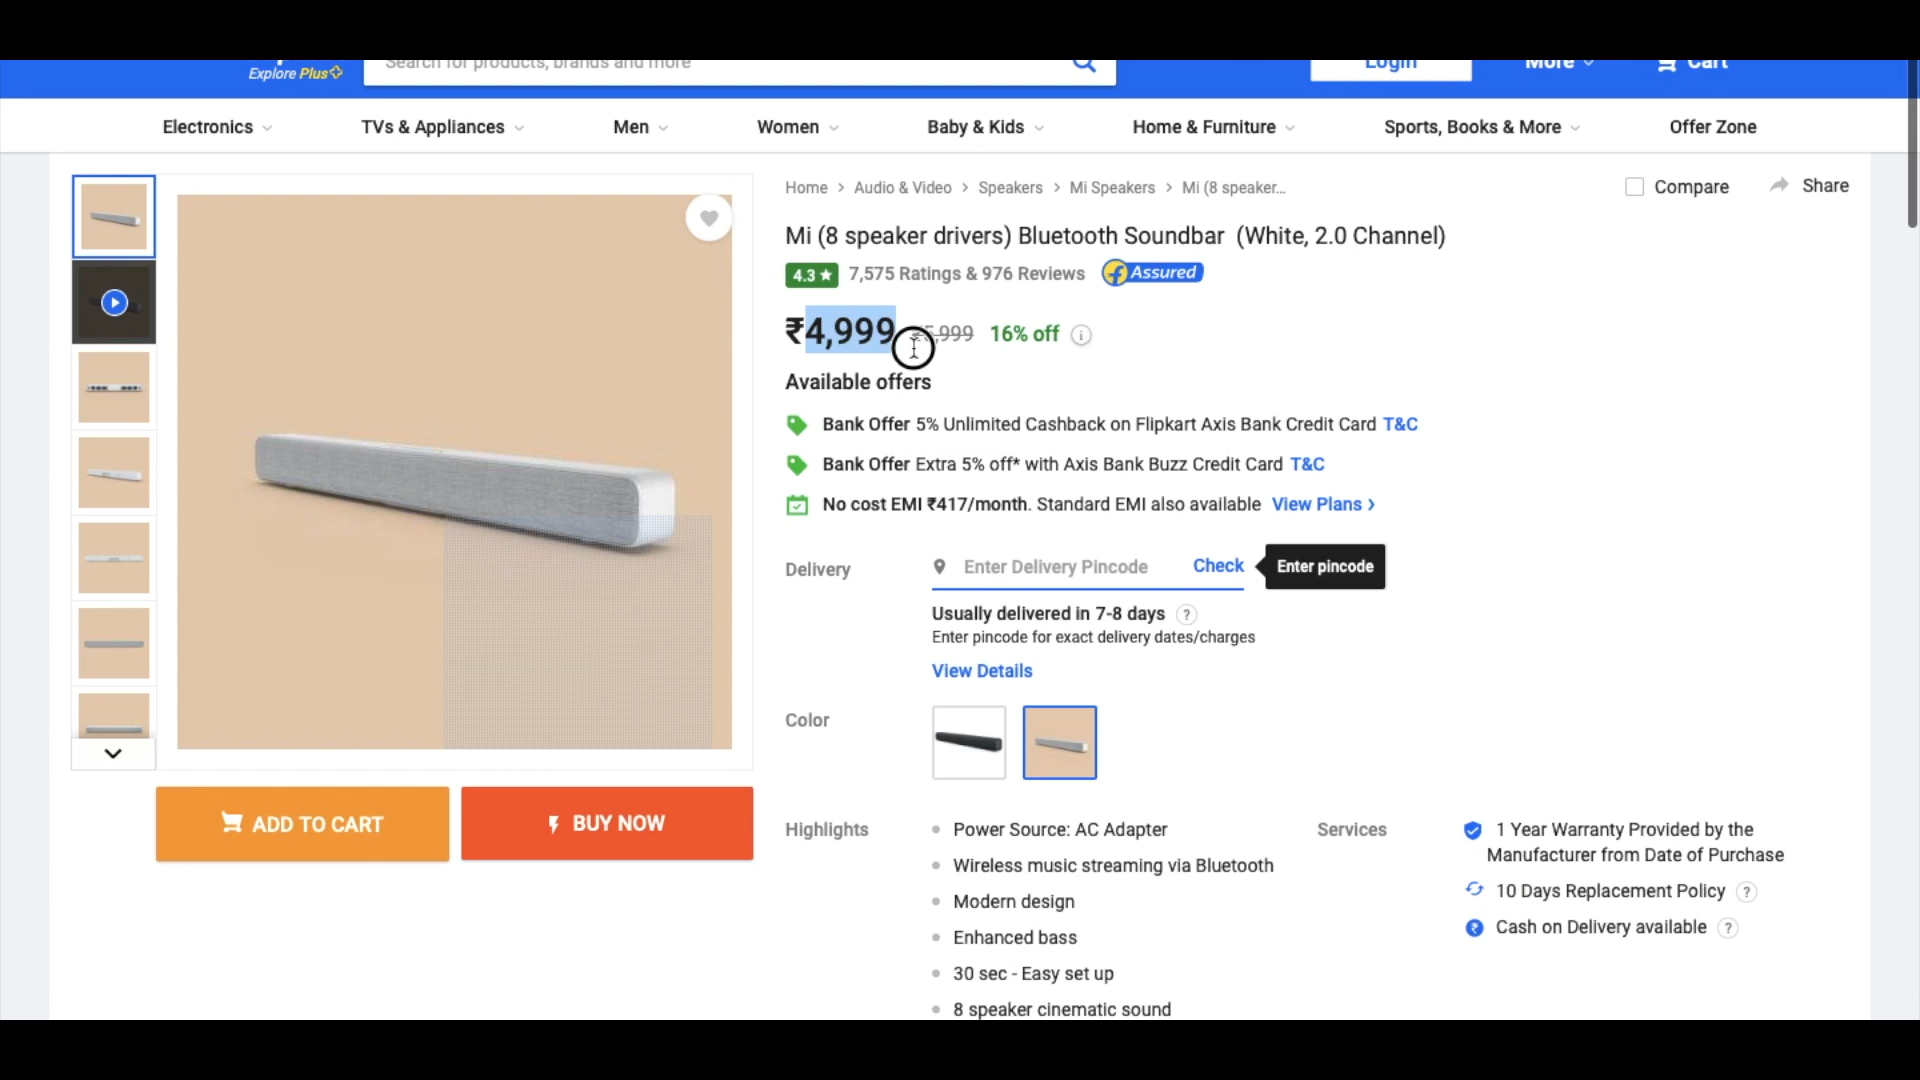 Explore Plus
Search for products, brands and more
Login
More
Cart
Electronics
TVs & Appliances
Men
Women
Baby & Kids
Home & Furniture
Sports, Books & More
Offer Zone
Home > Audio & Video > Speakers > Mi Speakers > Mi (8 speaker...
Compare
Share
Mi (8 speaker drivers) Bluetooth Soundbar (White, 2.0 Channel)
4.3★ 7,575 Ratings & 976 Reviews Assured
₹4,999 ₹5,999 16% off
Available offers
Bank Offer 5% Unlimited Cashback on Flipkart Axis Bank Credit Card T&C
Bank Offer Extra 5% off* with Axis Bank Buzz Credit Card T&C
No cost EMI ₹417/month. Standard EMI also available View Plans >
Delivery
Enter Delivery Pincode
Check
Enter pincode
Usually delivered in 7-8 days ?
Enter pincode for exact delivery dates/charges
View Details
Color
ADD TO CART
BUY NOW
Highlights
Power Source: AC Adapter
Wireless music streaming via Bluetooth
Modern design
Enhanced bass
30 sec - Easy set up
8 speaker cinematic sound
Services
1 Year Warranty Provided by the
Manufacturer from Date of Purchase
10 Days Replacement Policy ?
Cash on Delivery available ?